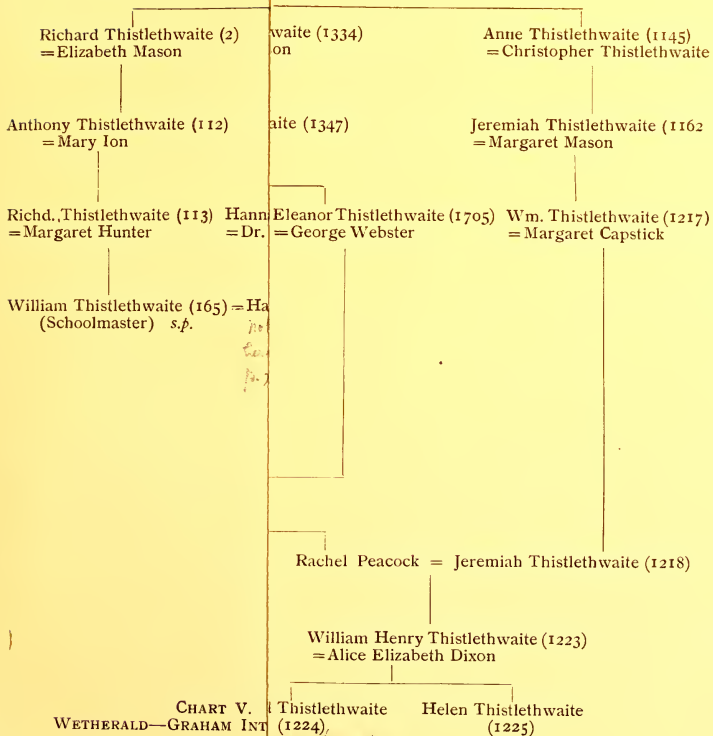 Richard Thistlethwaite (2) waite (1334) Anne Thistlethwaite (1145)
=Elizabeth Mason on =Christopher Thistlethwaite
Anthony Thistlethwaite (112) aite (1347) Jeremiah Thistlethwaite (1162
=Mary Ion =Margaret Mason
Richd. Thistlethwaite (113) Hann Eleanor Thistlethwaite (1705) Wm. Thistlethwaite (1217)
=Margaret Hunter =Dr. =George Webster =Margaret Capstick
William Thistlethwaite (165) =Ha
(Schoolmaster) s.p.
Rachel Peacock = Jeremiah Thistlethwaite (1218)
William Henry Thistlethwaite (1223)
=Alice Elizabeth Dixon
CHART V. Thistlethwaite Helen Thistlethwaite
WETHERALD—GRAHAM INT (1224), (1225)